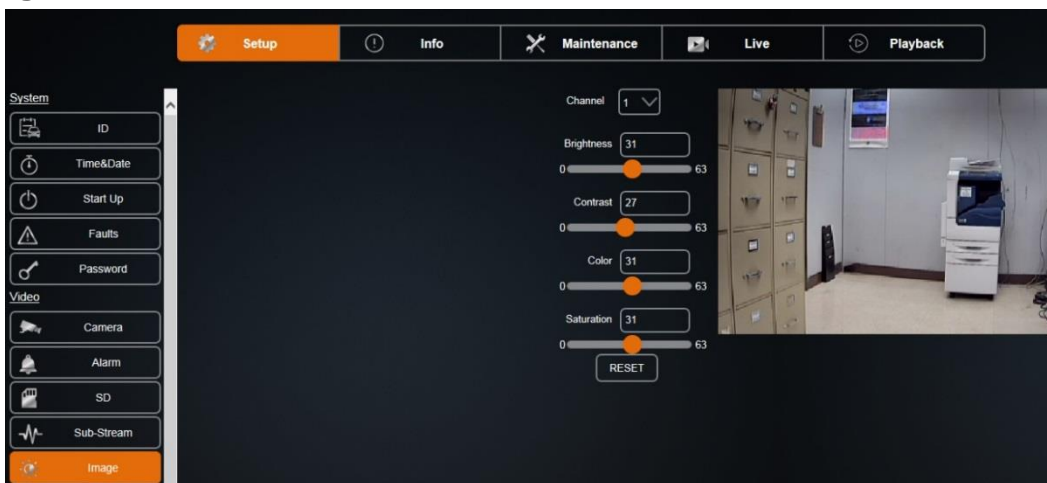 Setup
Info
Maintenance
Live
Playback
System
ID
Time&Date
Start Up
Faults
Password
Video
Camera
Alarm
SD
Sub-Stream
Image
Channel 1
Brightness 31
0 63
Contrast 27
0 63
Color 31
0 63
Saturation 31
0 63
RESET